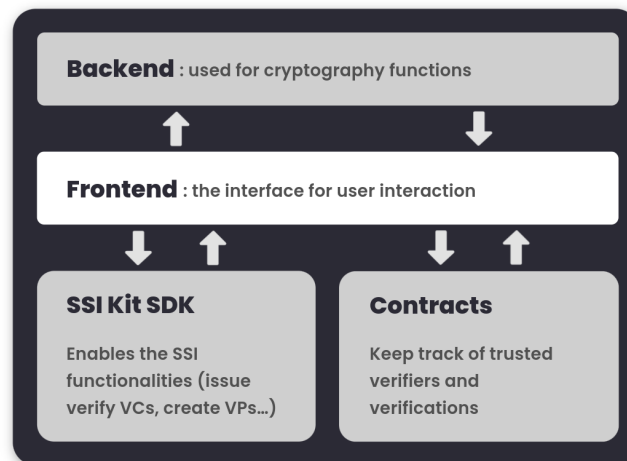 Backend : used for cryptography functions
Frontend : the interface for user interaction
SSI Kit SDK
Enables the SSI
functionalities (issue
verify VCs, create VPs...)
Contracts
Keep track of trusted
verifiers and
verifications